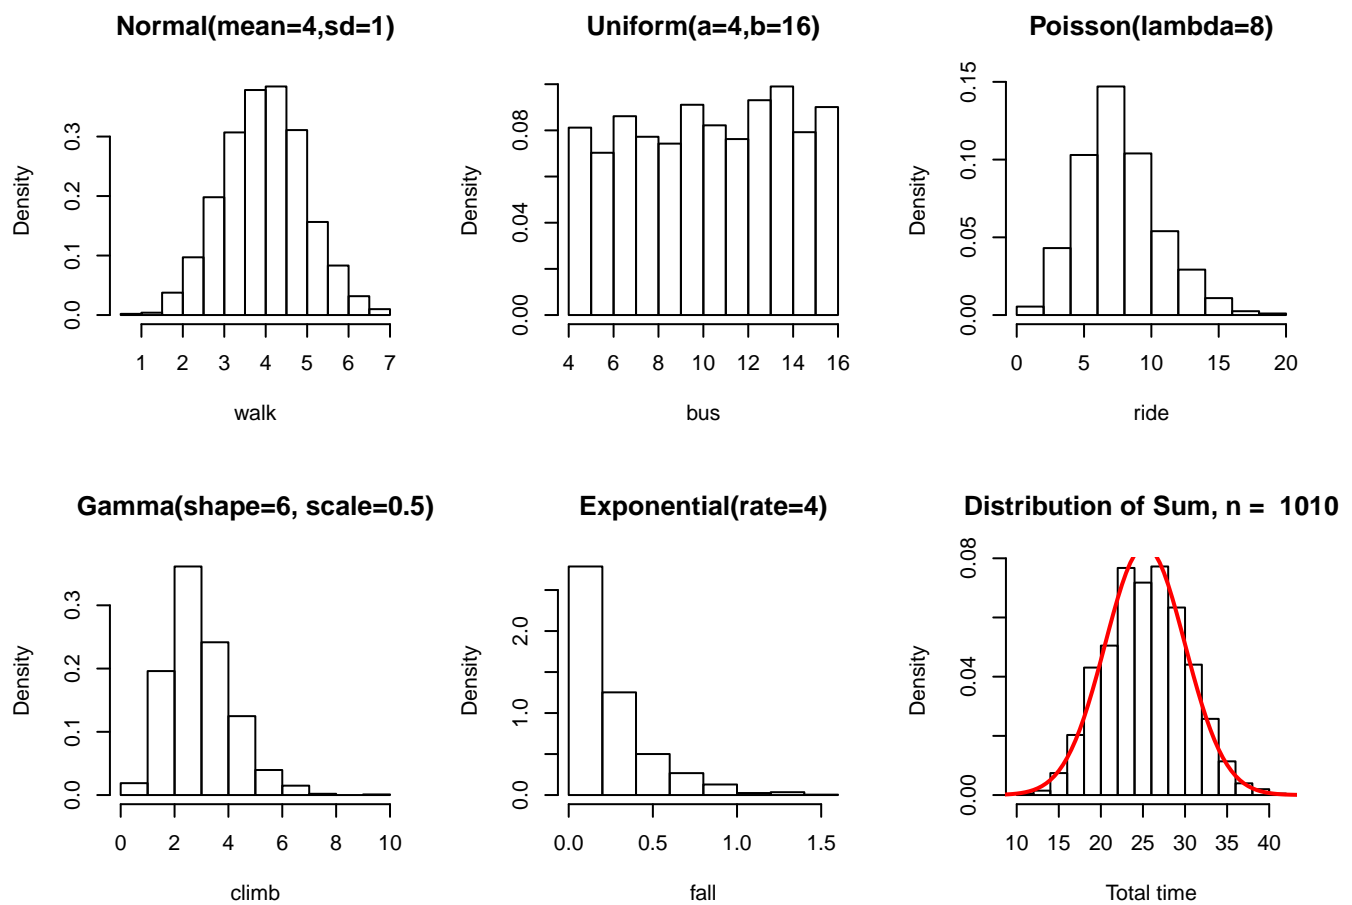 Normal(mean=4,sd=1)
Density
0.0 0.1 0.2 0.3
1 2 3 4 5 6 7
walk
Uniform(a=4,b=16)
Density
0.00 0.04 0.08
4 6 8 10 12 14 16
bus
Poisson(lambda=8)
Density
0.00 0.05 0.10 0.15
0 5 10 15 20
ride
Gamma(shape=6, scale=0.5)
Density
0.0 0.1 0.2 0.3
0 2 4 6 8 10
climb
Exponential(rate=4)
Density
0.0 1.0 2.0
0.0 0.5 1.0 1.5
fall
Distribution of Sum, n = 1010
Density
0.00 0.04 0.08
10 15 20 25 30 35 40
Total time